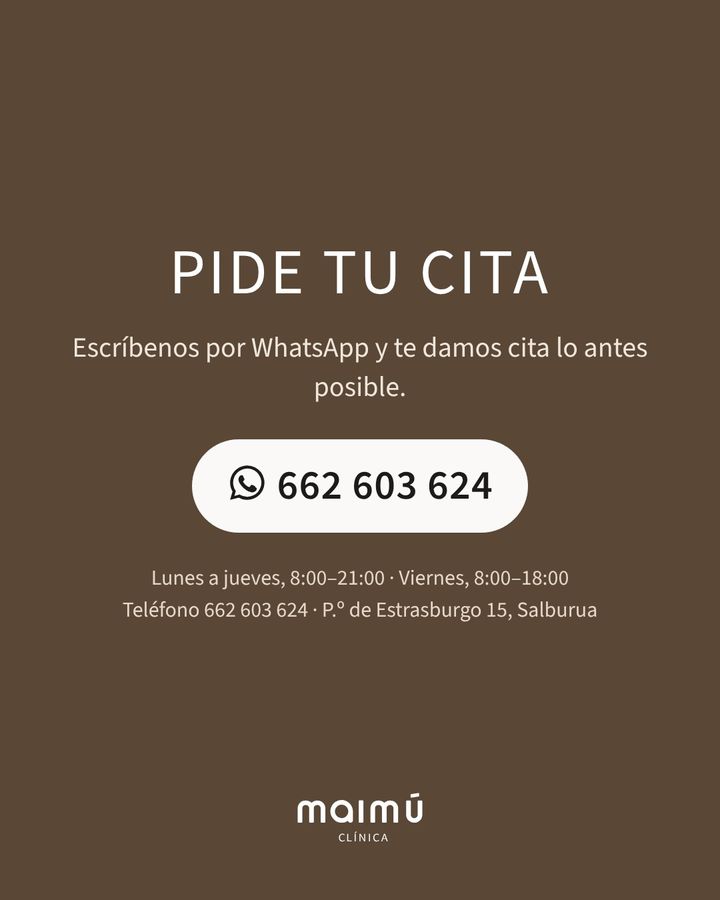 PIDE TU CITA
Escríbenos por WhatsApp y te damos cita lo antes
posible.
662 603 624
Lunes a jueves, 8:00–21:00 · Viernes, 8:00–18:00
Teléfono 662 603 624 · P.º de Estrasburgo 15, Salburua
maimú
CLÍNICA